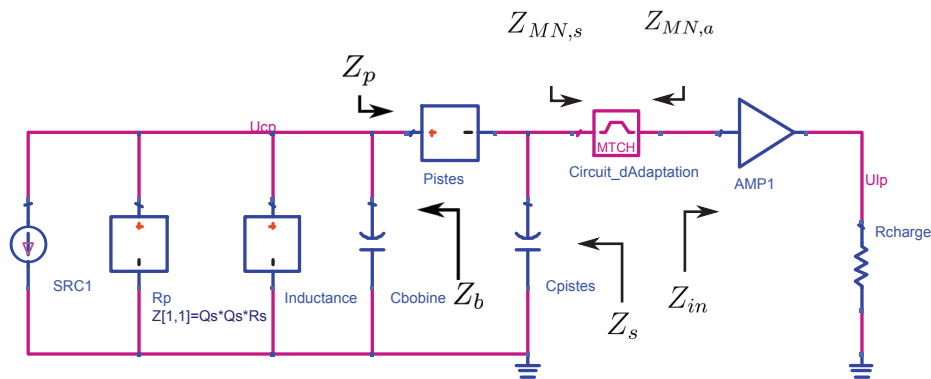 Z_{MN,s}
Z_{MN,a}
Z_p
Ucp
+ -
MTCH
Pistes
Circuit_dAdaptation
AMP1
Ulp
+
-
+
-
Rcharge
SRC1
Rp
Z[1,1]=Qs*Qs*Rs
Inductance
Cbobine
Z_b
Cpistes
Z_s
Z_{in}